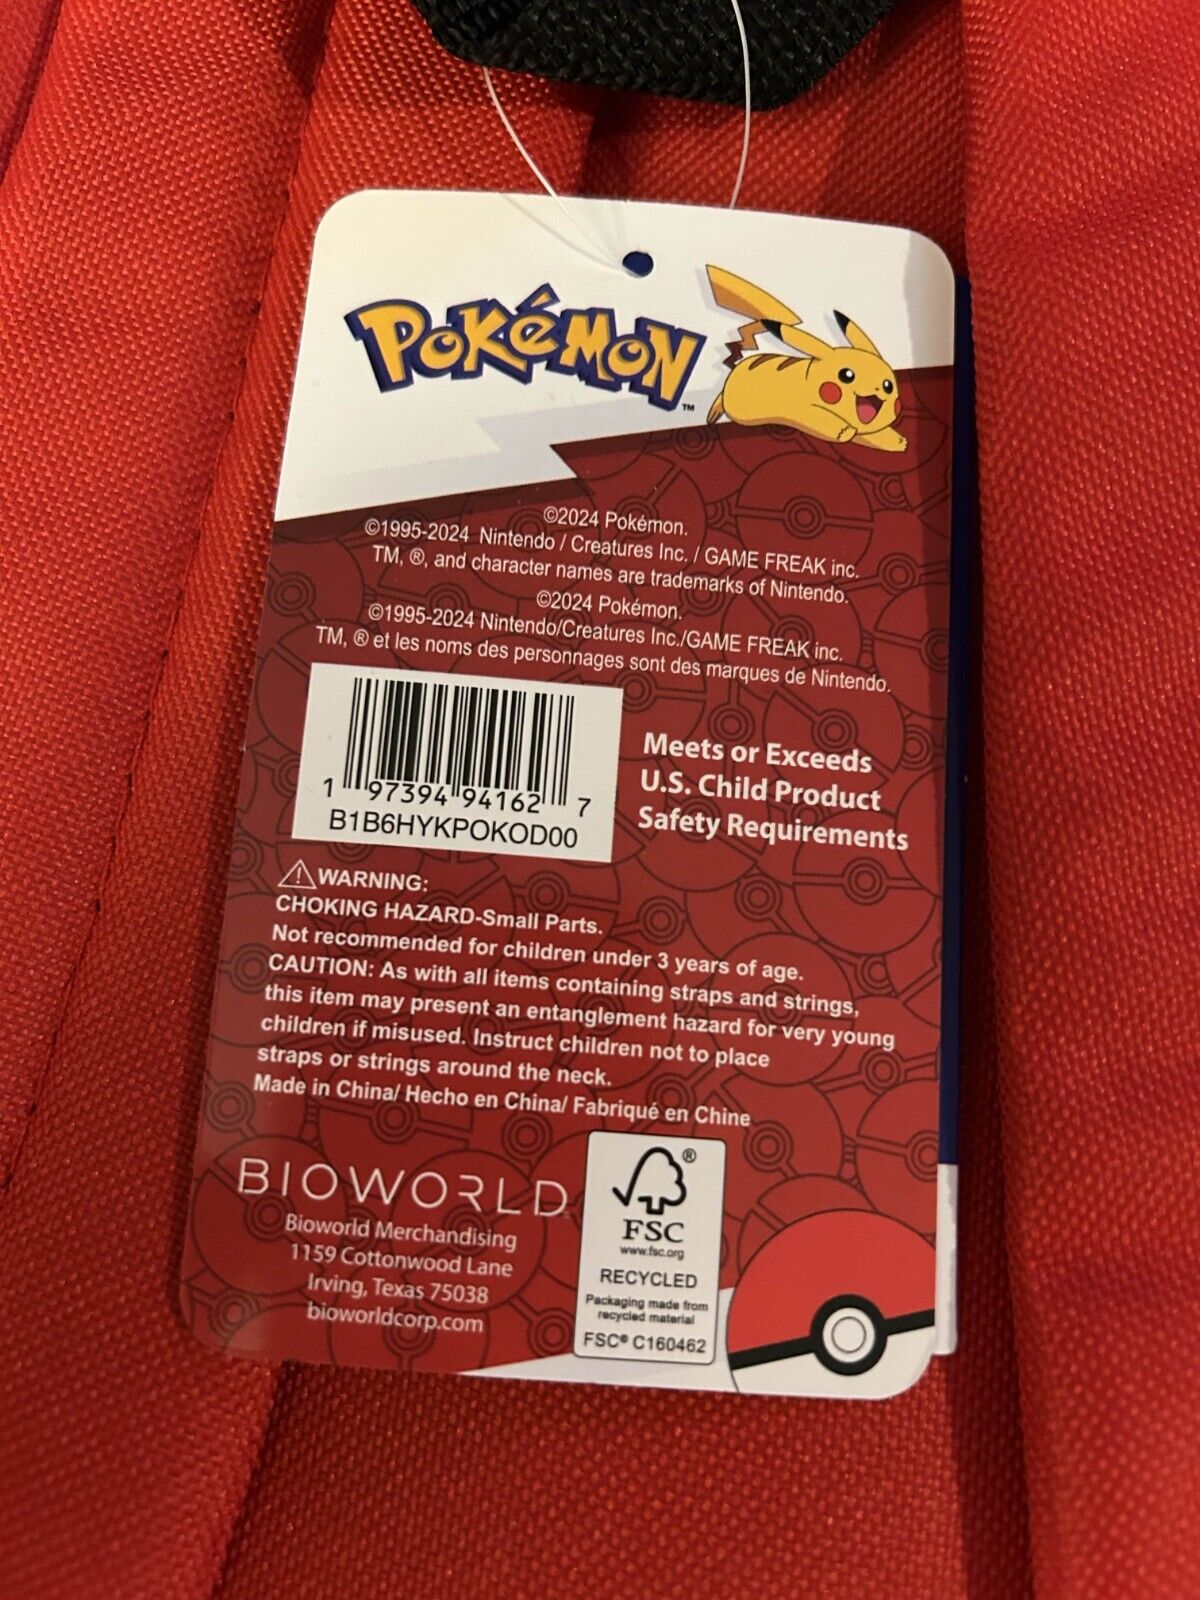 POKéMON
™
©2024 Pokémon.
©1995-2024 Nintendo / Creatures Inc. / GAME FREAK inc.
TM, ®, and character names are trademarks of Nintendo.
©2024 Pokémon.
©1995-2024 Nintendo/Creatures Inc./GAME FREAK inc.
TM, ® et les noms des personnages sont des marques de Nintendo.
1 97394 94162 7
B1B6HYKPOKOD00
Meets or Exceeds
U.S. Child Product
Safety Requirements
⚠WARNING:
CHOKING HAZARD-Small Parts.
Not recommended for children under 3 years of age.
CAUTION: As with all items containing straps and strings,
this item may present an entanglement hazard for very young
children if misused. Instruct children not to place
straps or strings around the neck.
Made in China/ Hecho en China/ Fabriqué en Chine
BIOWORLD
Bioworld Merchandising
1159 Cottonwood Lane
Irving, Texas 75038
bioworldcorp.com
®
FSC
www.fsc.org
RECYCLED
Packaging made from
recycled material
FSC® C160462